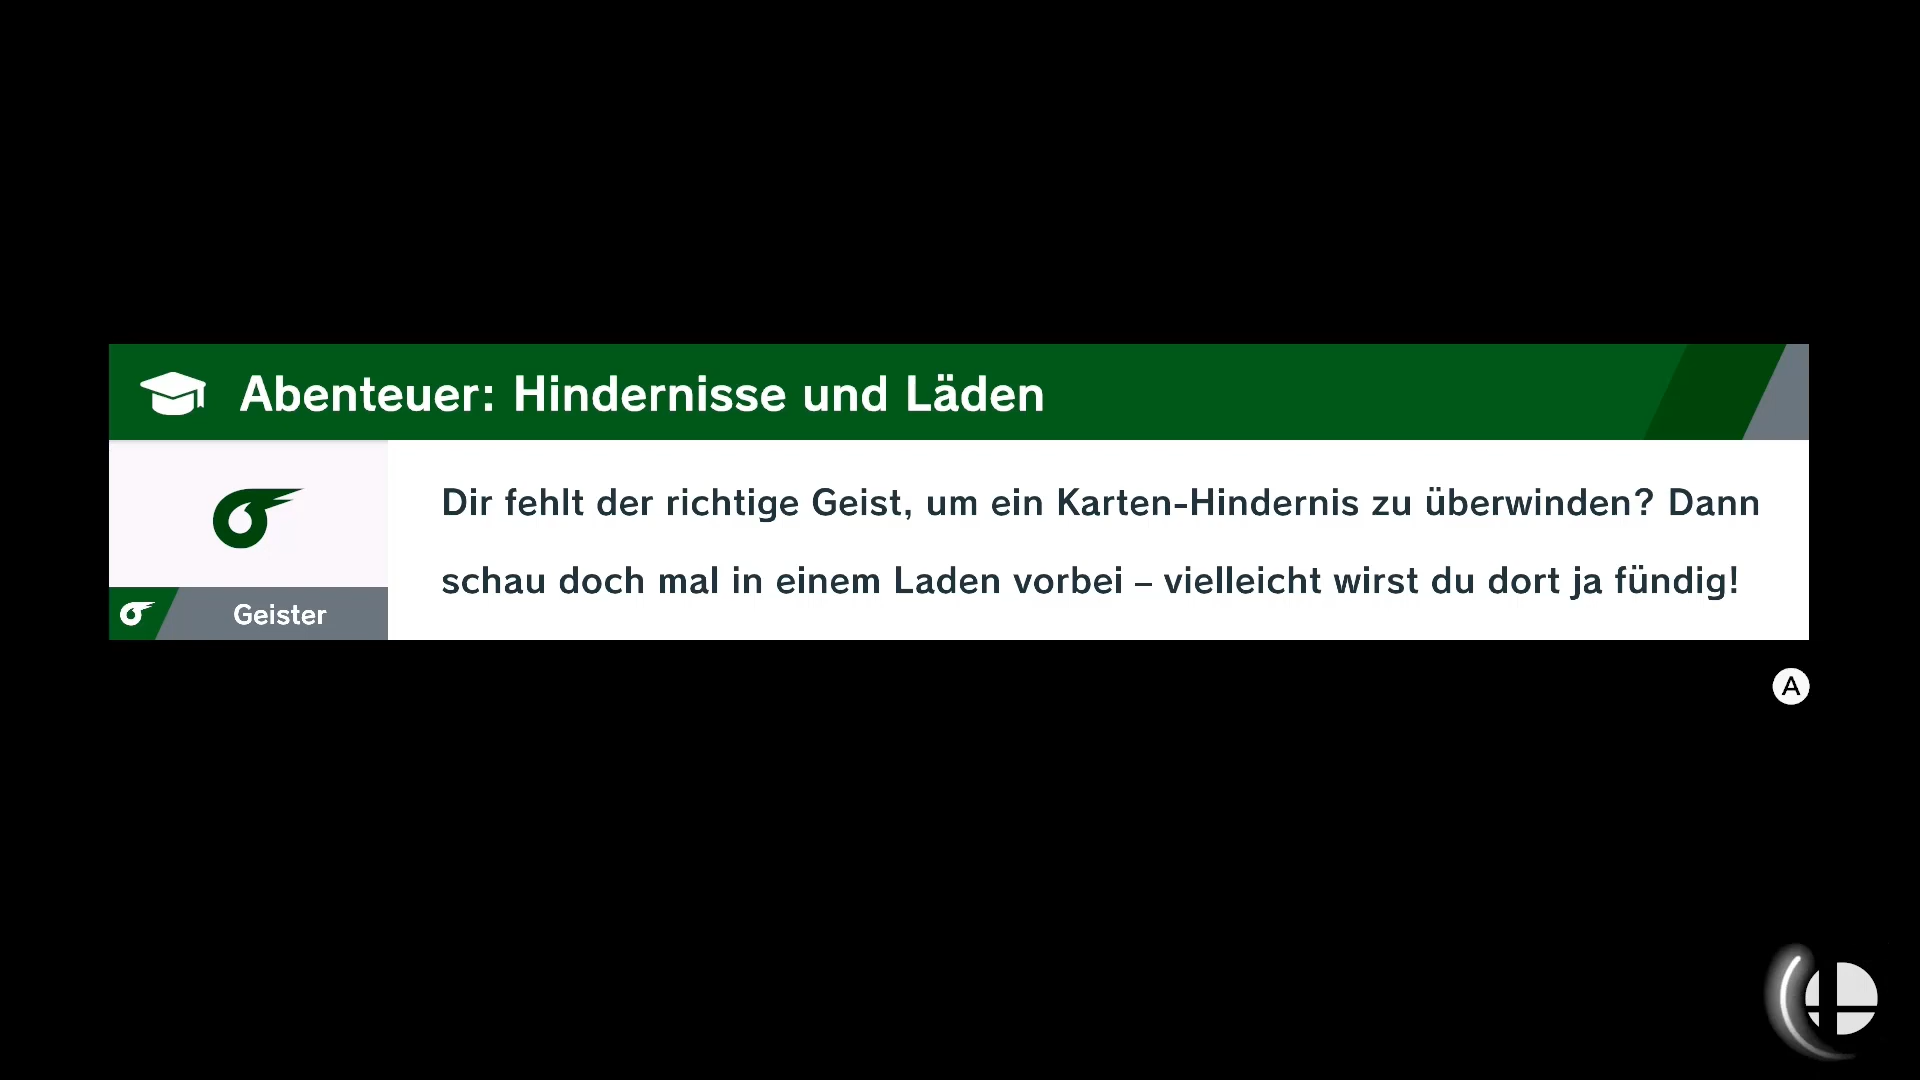 Abenteuer: Hindernisse und Läden
Dir fehlt der richtige Geist, um ein Karten-Hindernis zu überwinden? Dann
schau doch mal in einem Laden vorbei – vielleicht wirst du dort ja fündig!
Geister
A